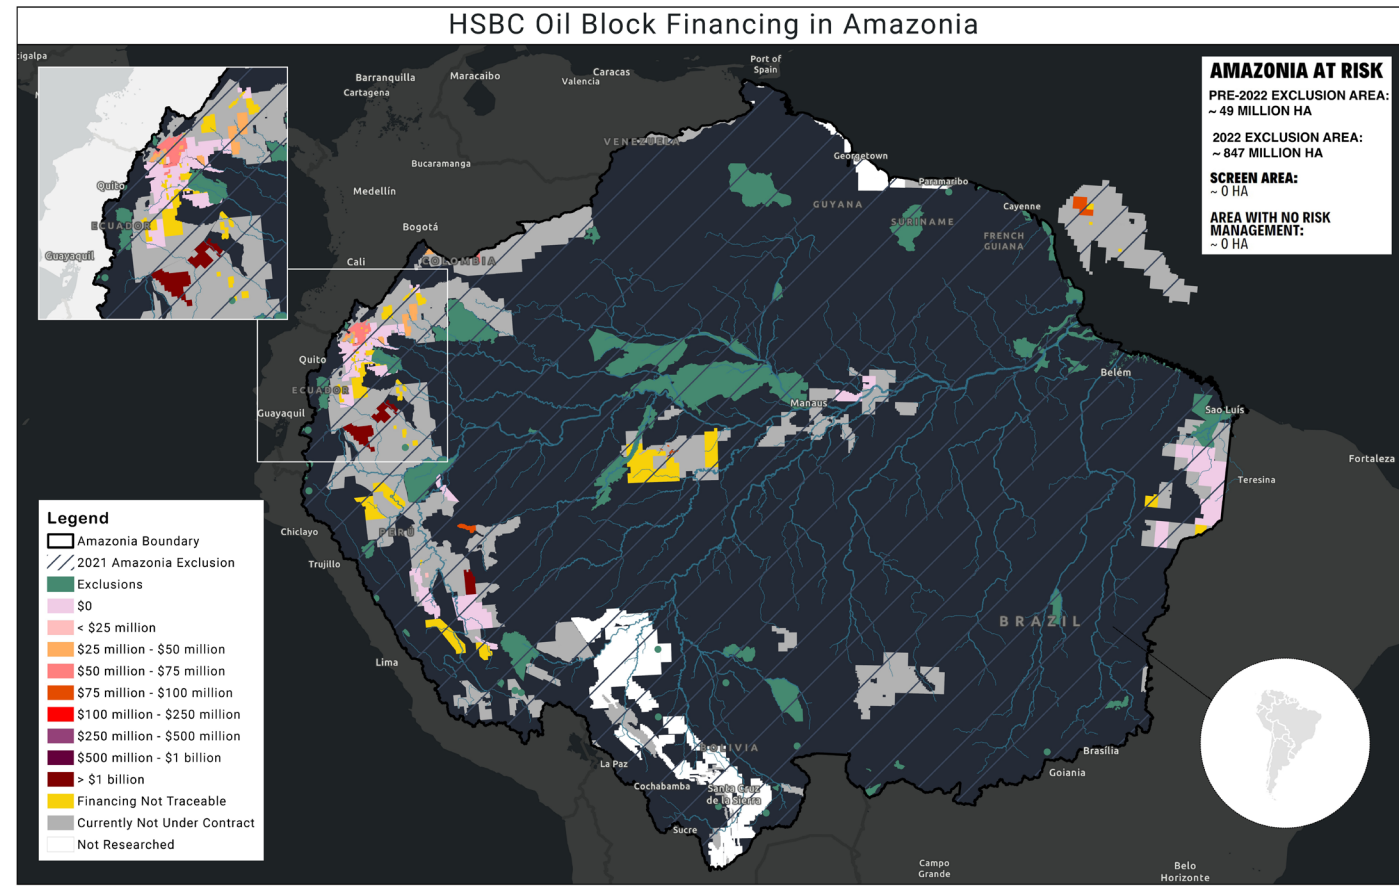 HSBC Oil Block Financing in Amazonia
cigalpa
Barranquilla
Cartagena
Maracaibo
Caracas
Valencia
Port of
Spain
AMAZONIA AT RISK
PRE-2022 EXCLUSION AREA:
~ 49 MILLION HA
2022 EXCLUSION AREA:
~ 847 MILLION HA
SCREEN AREA:
~ 0 HA
AREA WITH NO RISK
MANAGEMENT:
~ 0 HA
VENEZUELA
Georgetown
Bucaramanga
Paramaribo
Medellín
GUYANA
Cayenne
SURINAME
Bogotá
FRENCH
GUIANA
Cali
COLOMBIA
Quito
ECUADOR
Guayaquil
Quito
ECUADOR
Guayaquil
Belém
Manaus
Sao Luís
Fortaleza
Teresina
Chiclayo
PERU
Trujillo
Lima
BRAZIL
BOLIVIA
La Paz
Cochabamba
Santa Cruz
de la Sierra
Sucre
Brasília
Goiania
Campo
Grande
Belo
Horizonte
Legend
Amazonia Boundary
2021 Amazonia Exclusion
Exclusions
$0
< $25 million
$25 million - $50 million
$50 million - $75 million
$75 million - $100 million
$100 million - $250 million
$250 million - $500 million
$500 million - $1 billion
> $1 billion
Financing Not Traceable
Currently Not Under Contract
Not Researched